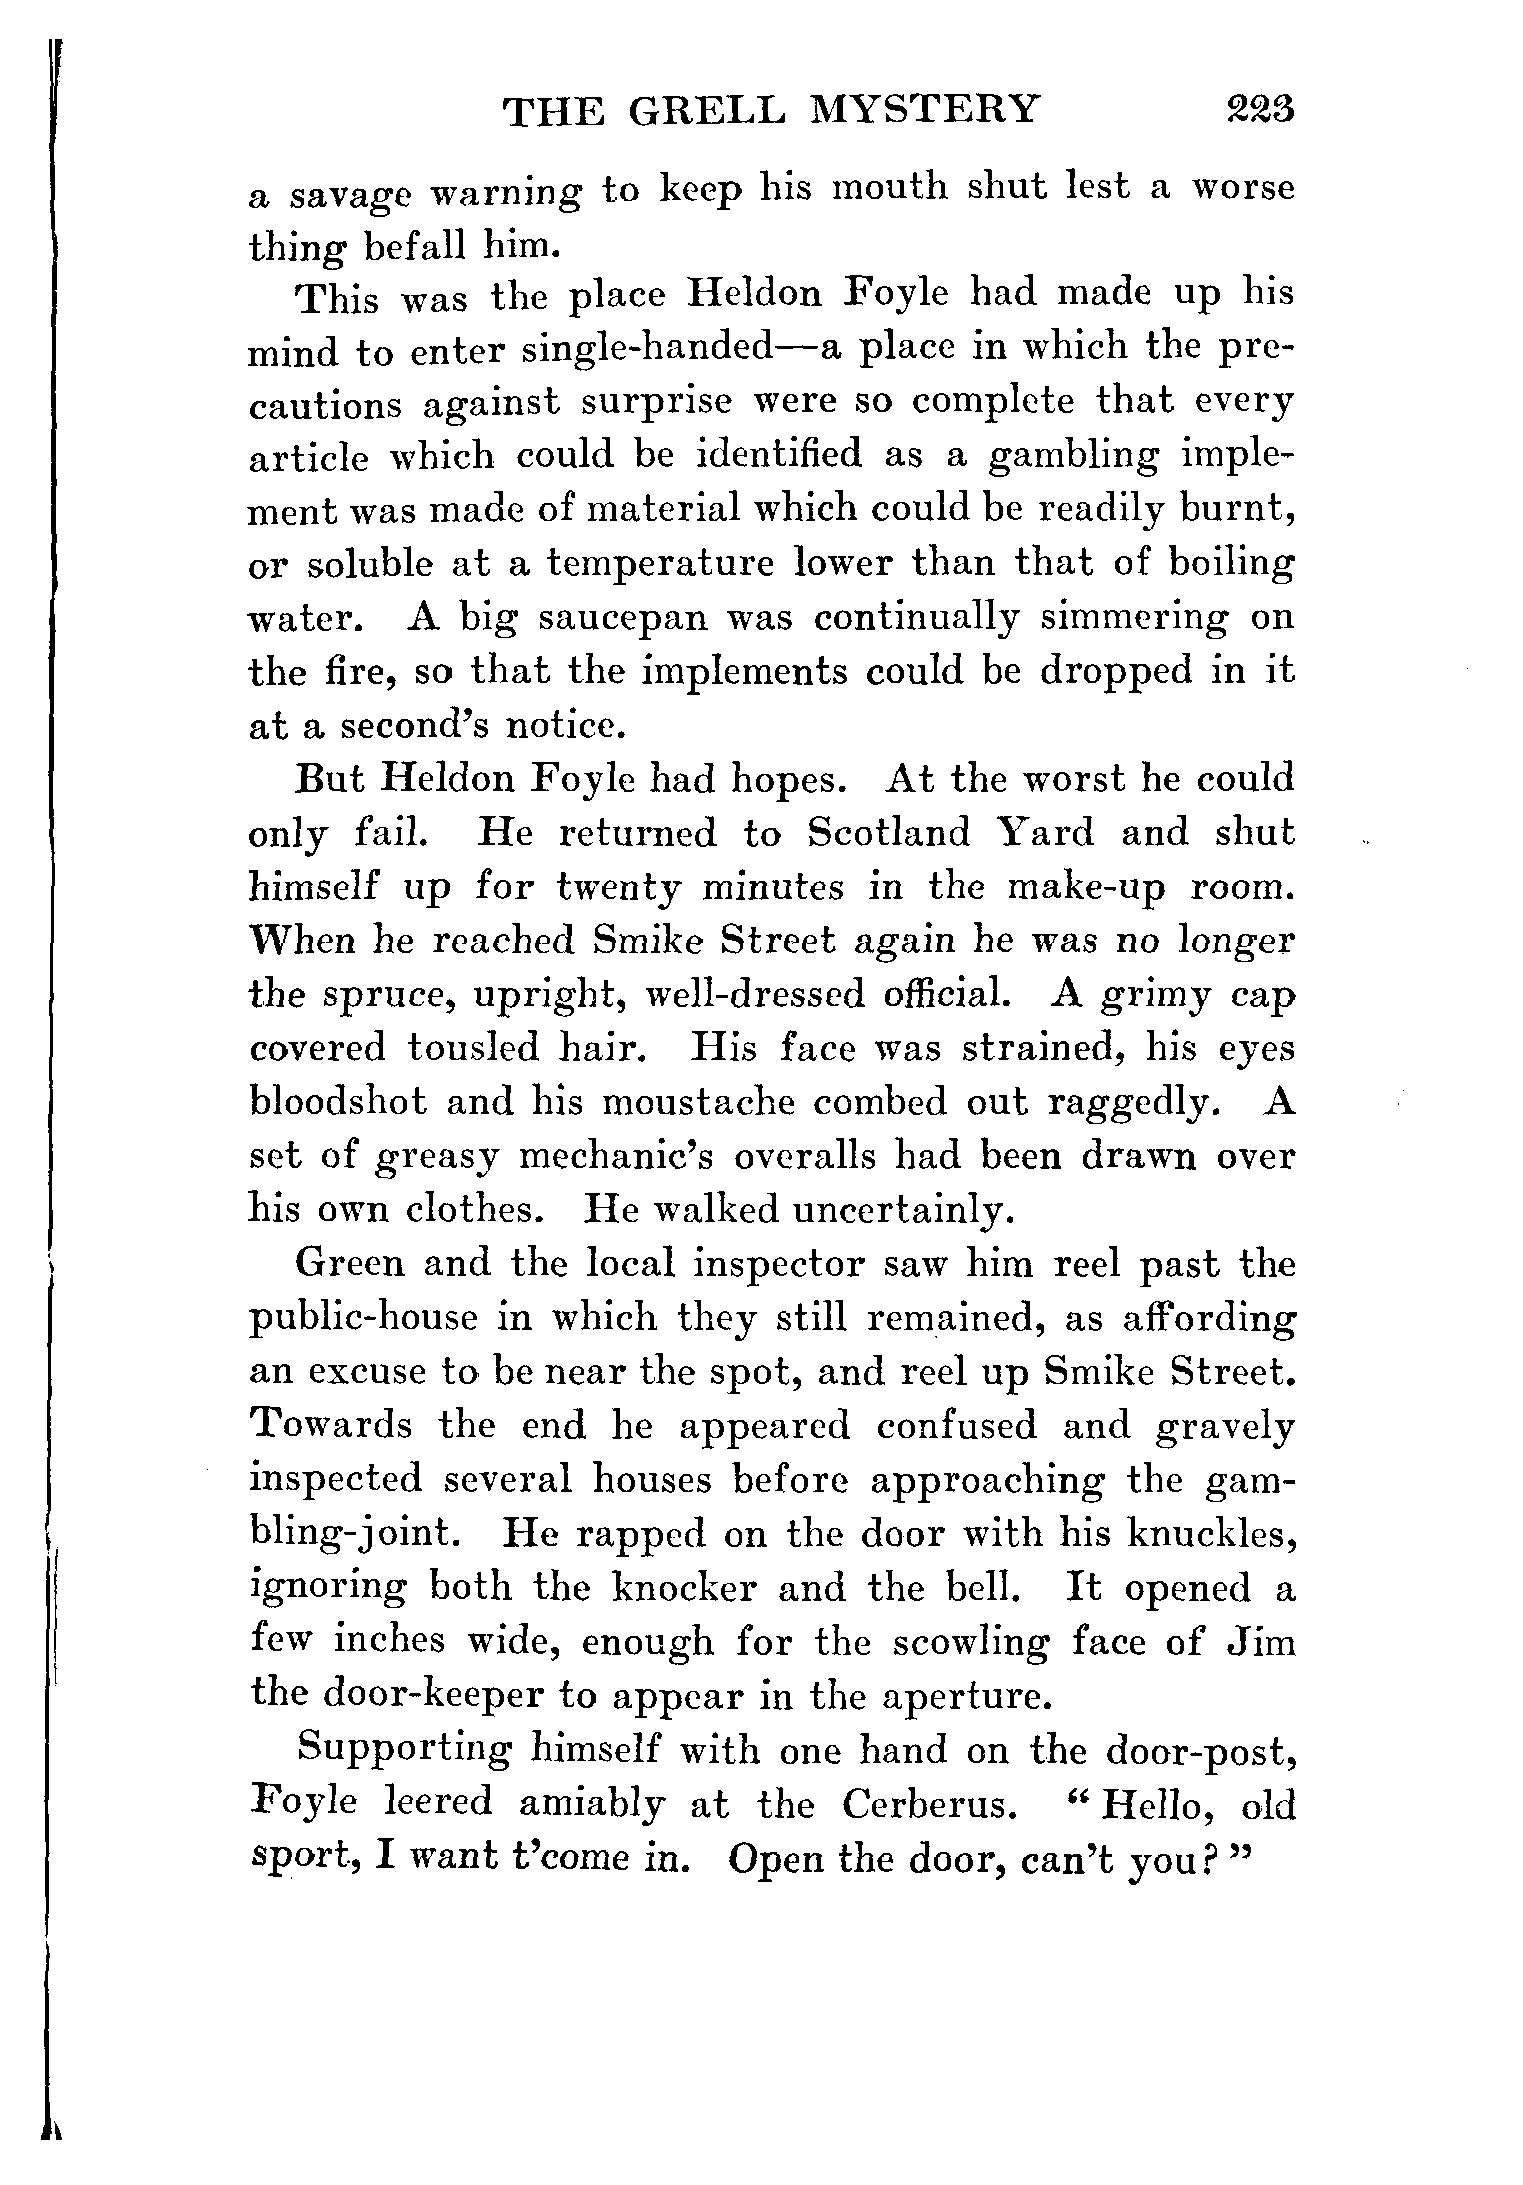 THE GRELL MYSTERY 223
a savage warning to keep his mouth shut lest a worse
thing befall him.
This was the place Heldon Foyle had made up his
mind to enter single-handed—a place in which the pre-
cautions against surprise were so complete that every
article which could be identified as a gambling imple-
ment was made of material which could be readily burnt,
or soluble at a temperature lower than that of boiling
water. A big saucepan was continually simmering on
the fire, so that the implements could be dropped in it
at a second's notice.
But Heldon Foyle had hopes. At the worst he could
only fail. He returned to Scotland Yard and shut
himself up for twenty minutes in the make-up room.
When he reached Smike Street again he was no longer
the spruce, upright, well-dressed official. A grimy cap
covered tousled hair. His face was strained, his eyes
bloodshot and his moustache combed out raggedly. A
set of greasy mechanic's overalls had been drawn over
his own clothes. He walked uncertainly.
Green and the local inspector saw him reel past the
public-house in which they still remained, as affording
an excuse to be near the spot, and reel up Smike Street.
Towards the end he appeared confused and gravely
inspected several houses before approaching the gam-
bling-joint. He rapped on the door with his knuckles,
ignoring both the knocker and the bell. It opened a
few inches wide, enough for the scowling face of Jim
the door-keeper to appear in the aperture.
Supporting himself with one hand on the door-post,
Foyle leered amiably at the Cerberus. “ Hello, old
sport, I want t'come in. Open the door, can't you? ”